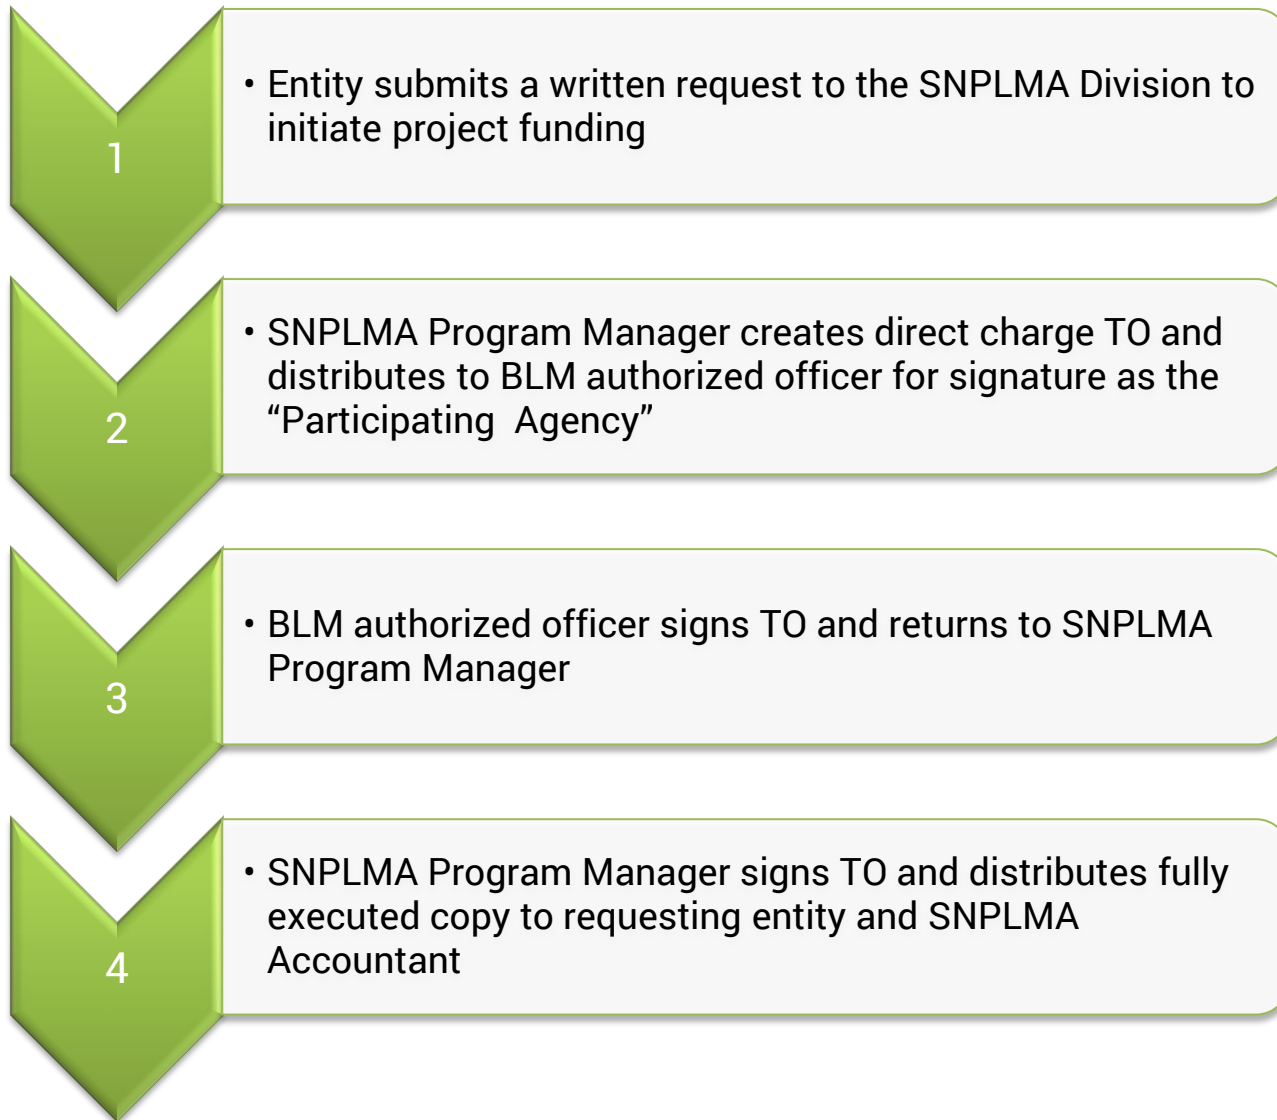 1
• Entity submits a written request to the SNPLMA Division to
initiate project funding
2
• SNPLMA Program Manager creates direct charge TO and
distributes to BLM authorized officer for signature as the
“Participating  Agency”
3
• BLM authorized officer signs TO and returns to SNPLMA
Program Manager
4
• SNPLMA Program Manager signs TO and distributes fully
executed copy to requesting entity and SNPLMA
Accountant